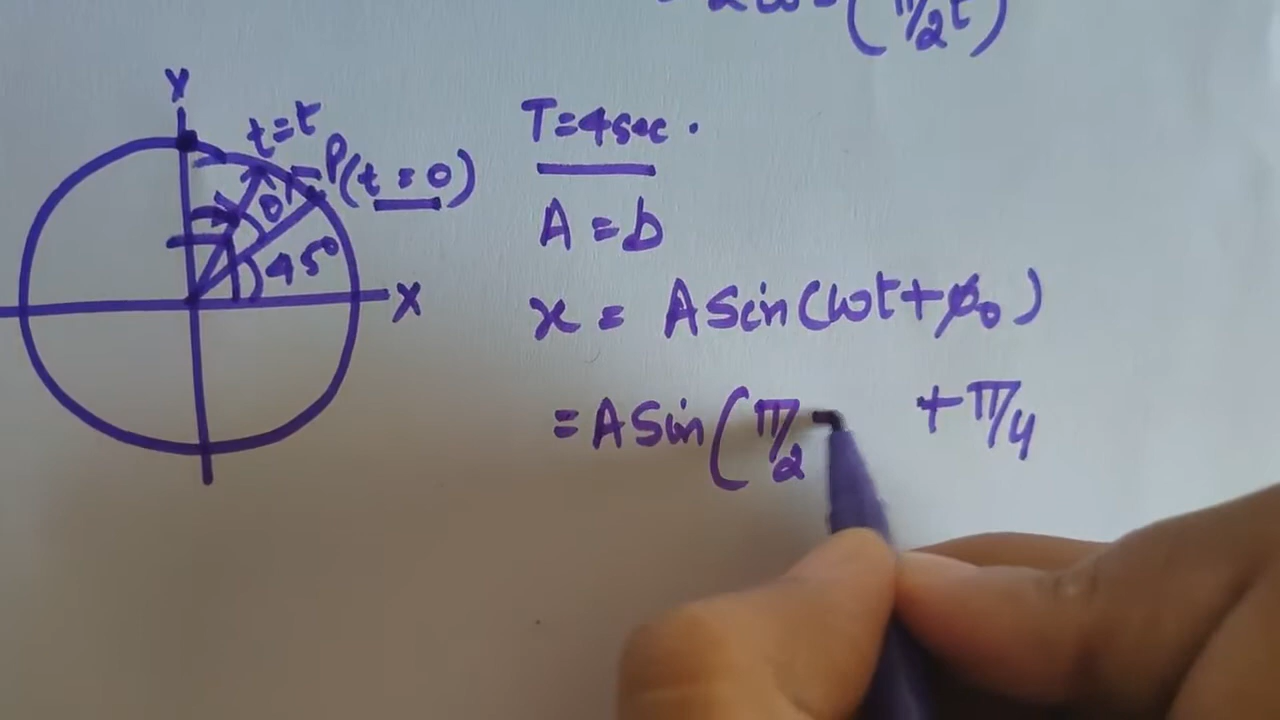 (π/2 t)
Y
t=t
P(t=0)
θ
45°
X
T=4sec.
A=b
x = A Sin(ωt+φ₀)
=A Sin(π/2 +π/4